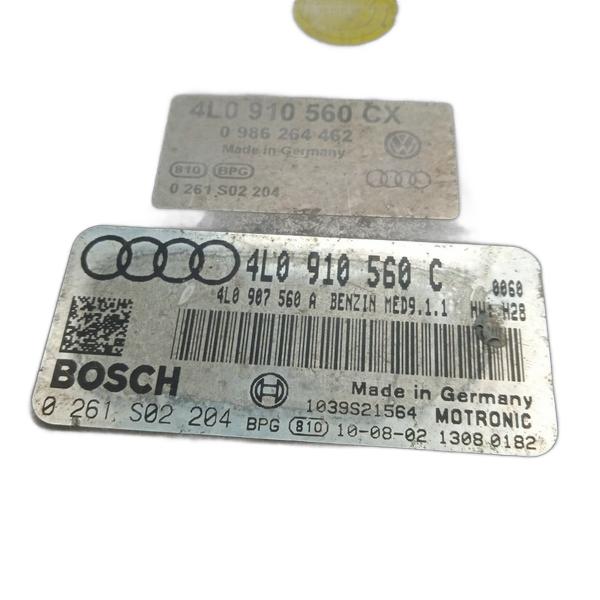 4L0 910 560 CX
0 986 264 462
Made in Germany
810 BPG
0 261 S02 204
4L0 910 560 C 0060
4L0 907 560 A BENZIN MED9.1.1 HW: H28
BOSCH
Made in Germany
1039S21564 MOTRONIC
0 261 S02 204 BPG 810 10-08-02 1308 0182